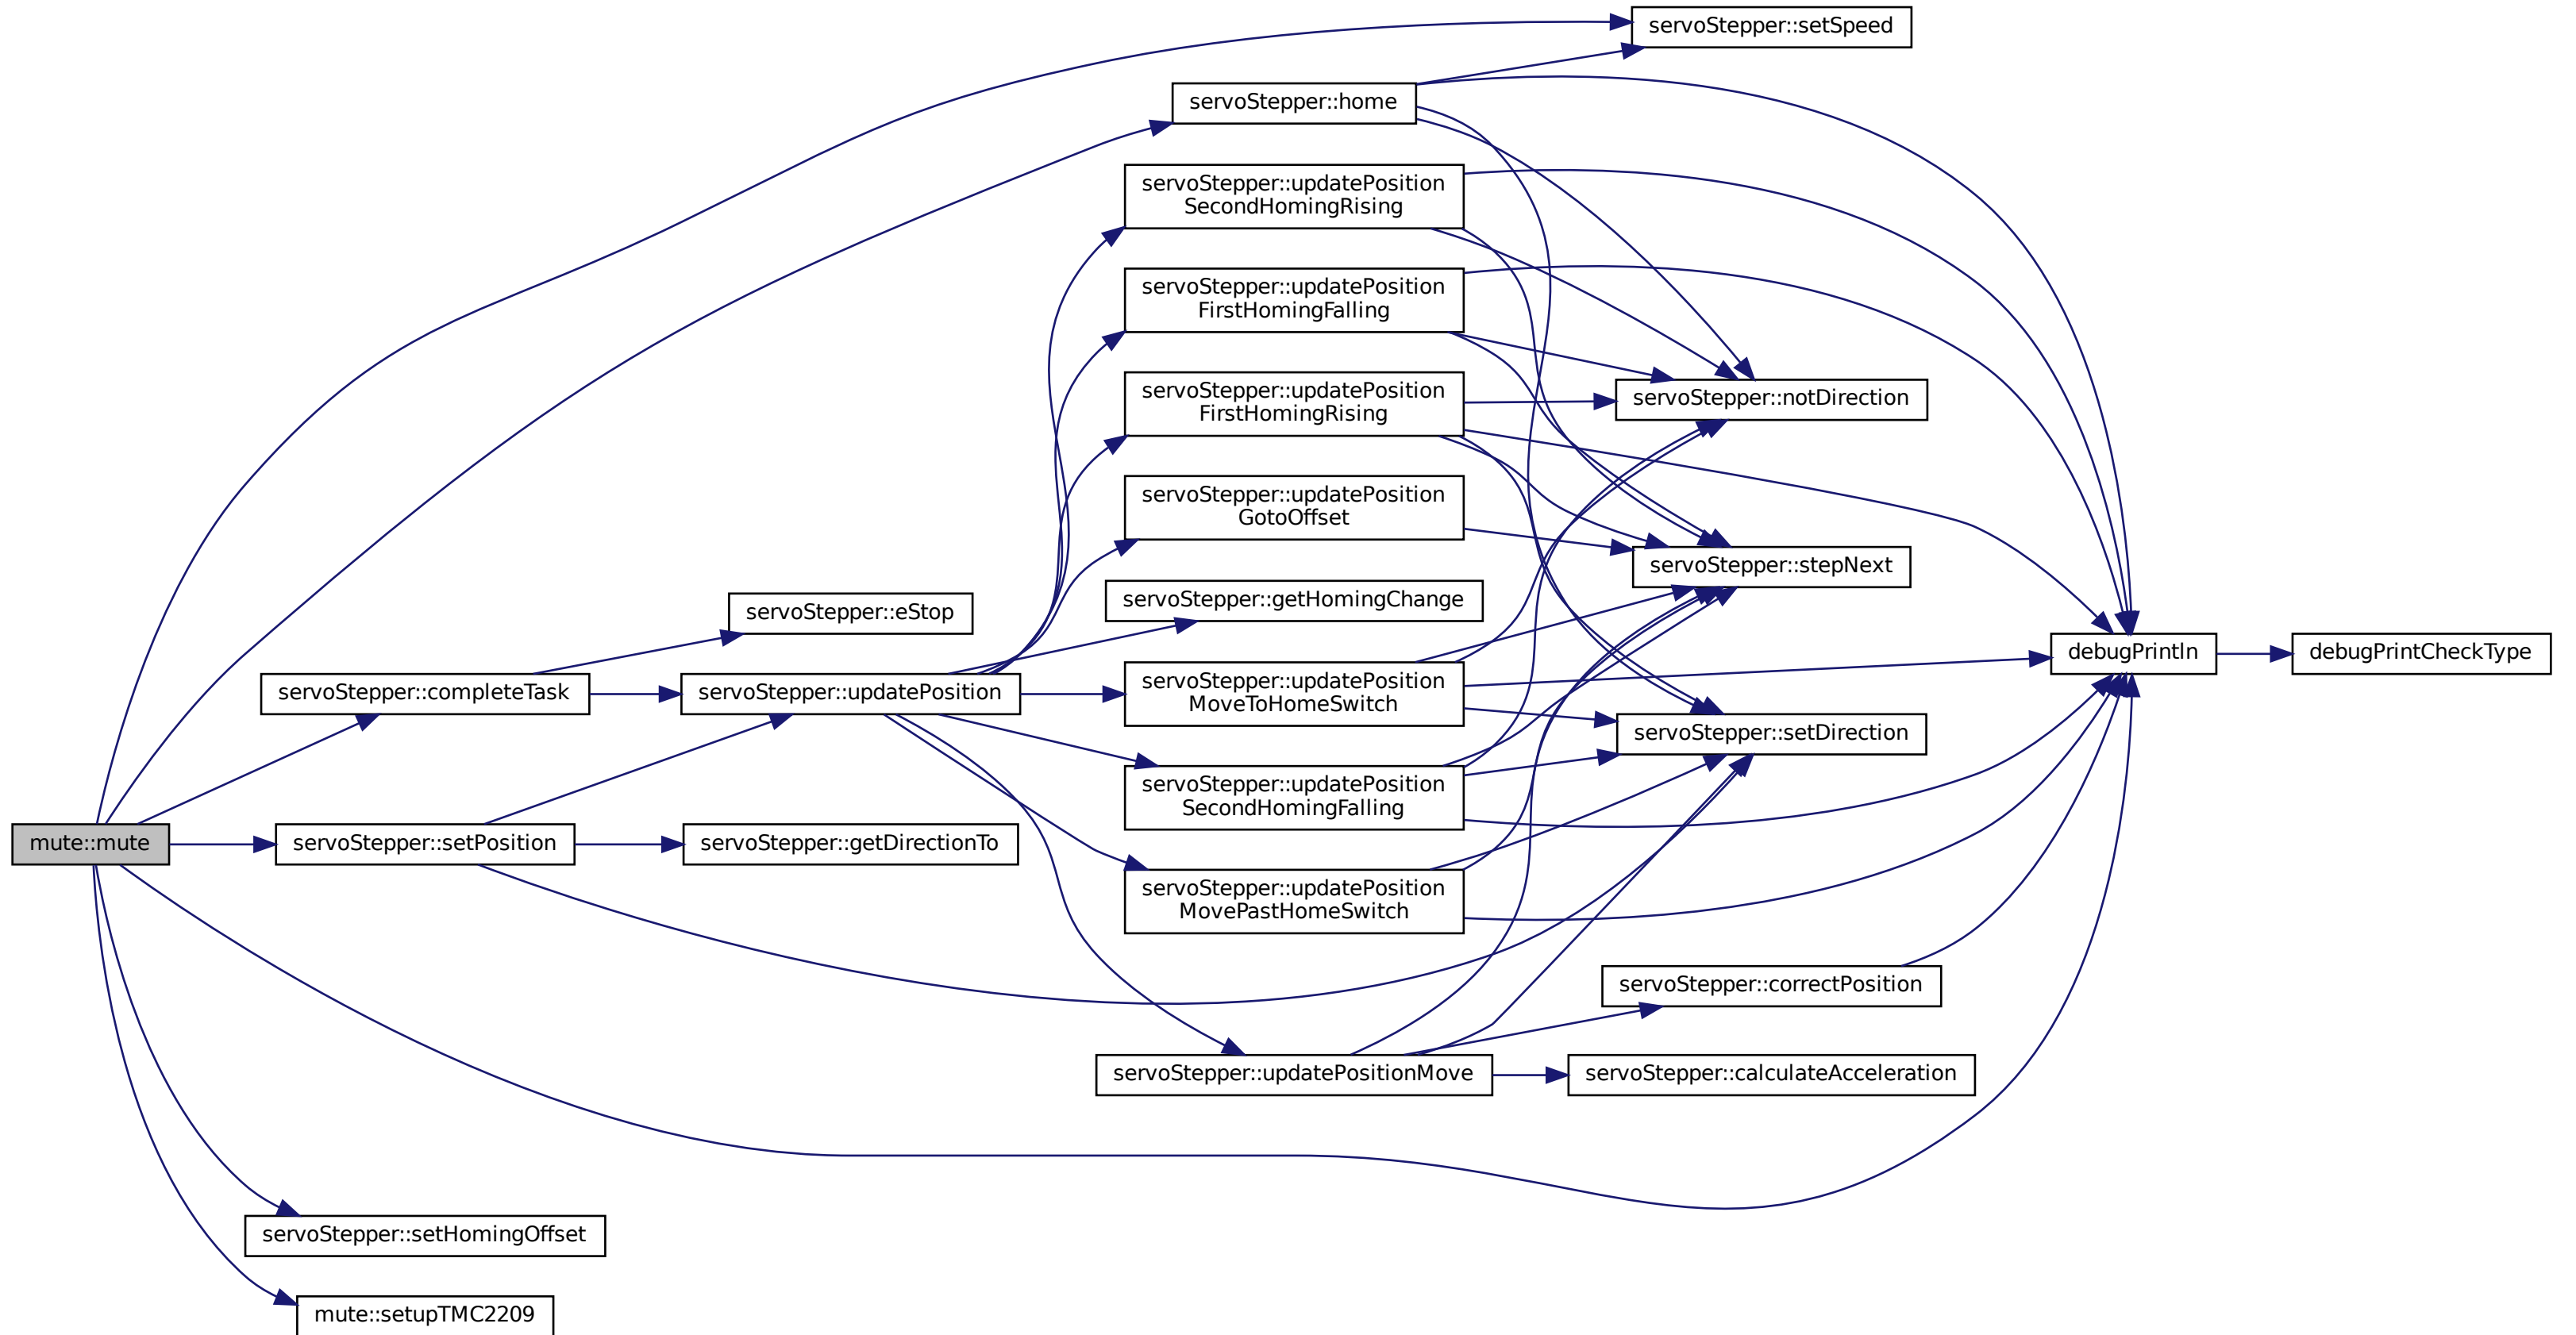 servoStepper::setSpeed
servoStepper::home
servoStepper::updatePosition
SecondHomingRising
servoStepper::updatePosition
FirstHomingFalling
servoStepper::updatePosition
FirstHomingRising
servoStepper::notDirection
servoStepper::updatePosition
GotoOffset
servoStepper::stepNext
servoStepper::getHomingChange
servoStepper::eStop
debugPrintln
debugPrintCheckType
servoStepper::completeTask
servoStepper::updatePosition
servoStepper::updatePosition
MoveToHomeSwitch
servoStepper::setDirection
servoStepper::updatePosition
SecondHomingFalling
mute::mute
servoStepper::setPosition
servoStepper::getDirectionTo
servoStepper::updatePosition
MovePastHomeSwitch
servoStepper::correctPosition
servoStepper::updatePositionMove
servoStepper::calculateAcceleration
servoStepper::setHomingOffset
mute::setupTMC2209